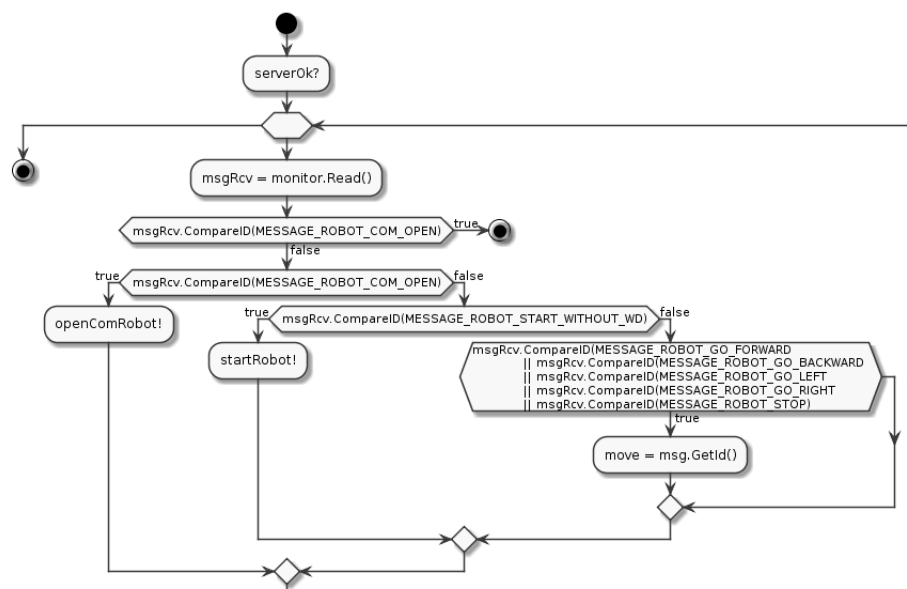 serverOk?
msgRcv = monitor.Read()
msgRcv.CompareID(MESSAGE_ROBOT_COM_OPEN)
true
false
true
msgRcv.CompareID(MESSAGE_ROBOT_COM_OPEN)
false
openComRobot!
true
msgRcv.CompareID(MESSAGE_ROBOT_START_WITHOUT_WD)
false
startRobot!
msgRcv.CompareID(MESSAGE_ROBOT_GO_FORWARD
|| msgRcv.CompareID(MESSAGE_ROBOT_GO_BACKWARD
|| msgRcv.CompareID(MESSAGE_ROBOT_GO_LEFT
|| msgRcv.CompareID(MESSAGE_ROBOT_GO_RIGHT
|| msgRcv.CompareID(MESSAGE_ROBOT_STOP)
true
move = msg.GetId()